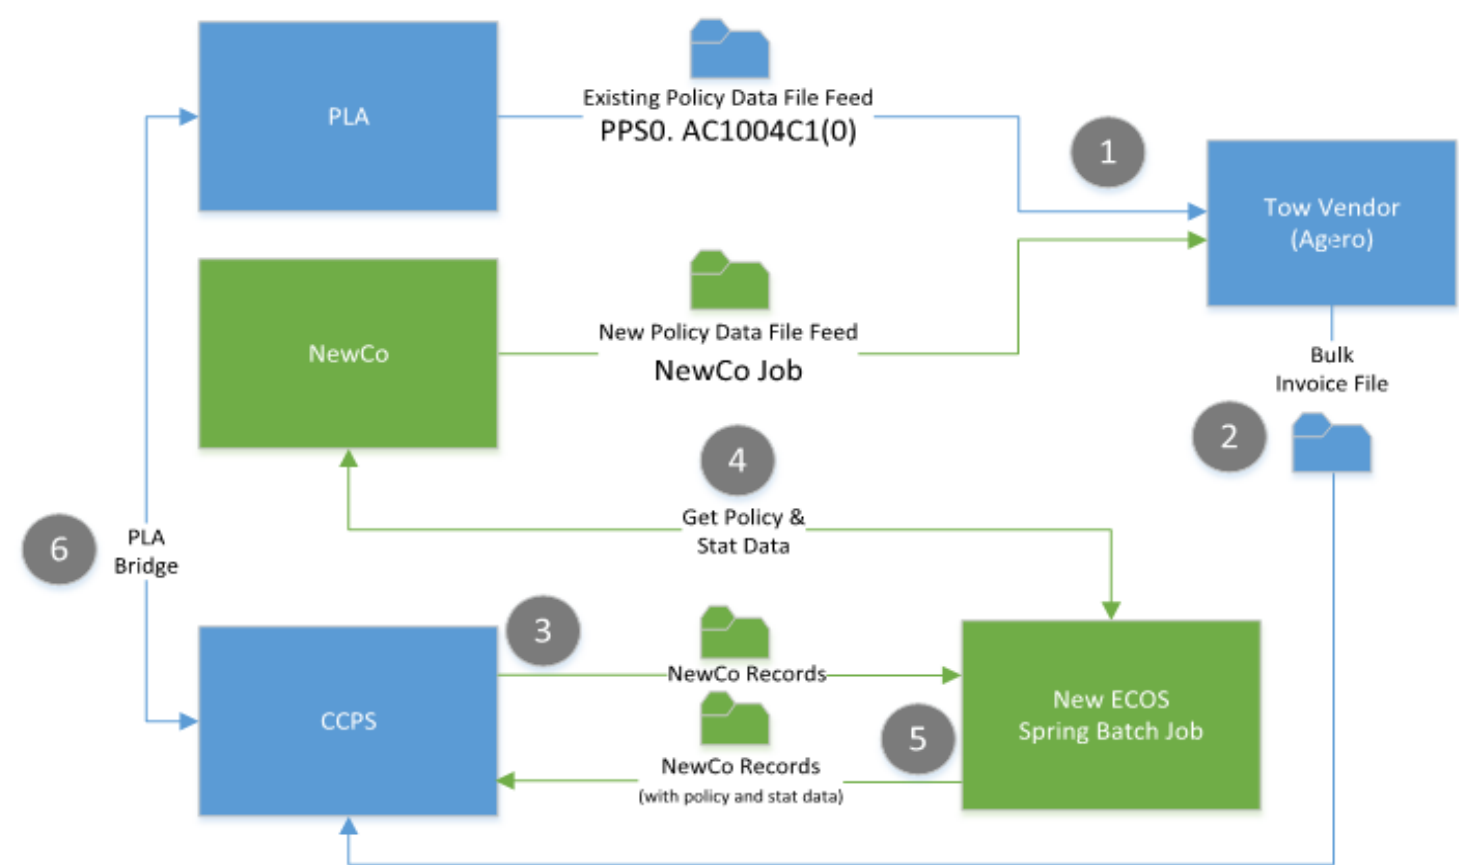 PLA
Existing Policy Data File Feed
PPS0. AC1004C1(0)
1
Tow Vendor
(Agero)
NewCo
New Policy Data File Feed
NewCo Job
Bulk
Invoice File
2
4
Get Policy &
Stat Data
6
PLA
Bridge
3
NewCo Records
CCPS
New ECOS
Spring Batch Job
5
NewCo Records
(with policy and stat data)